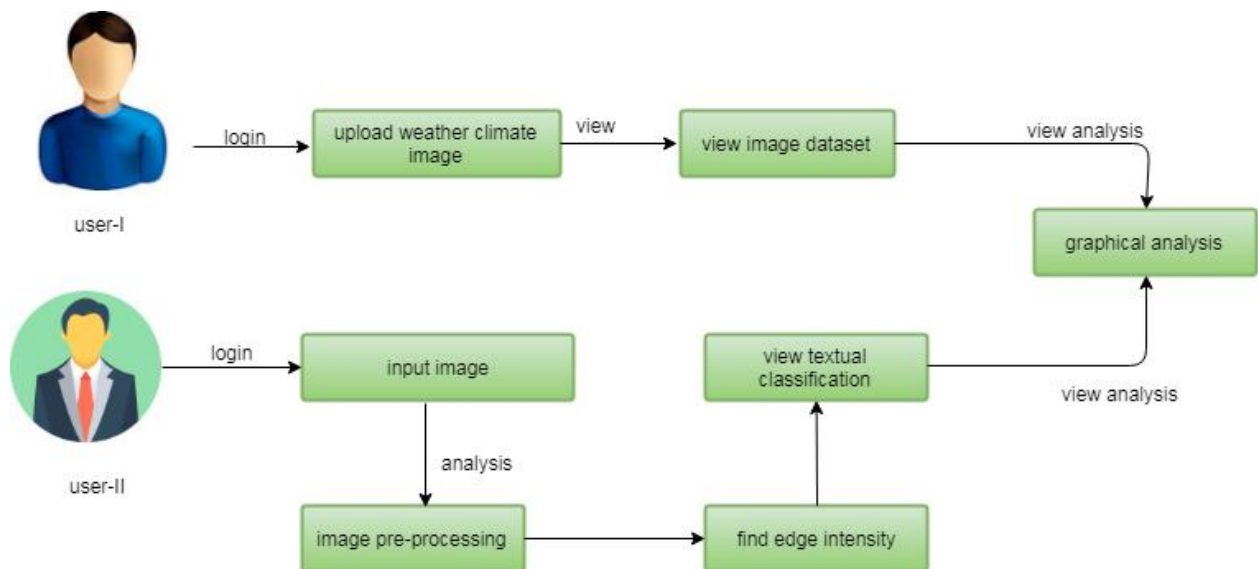 login
upload weather climate
image
view
view image dataset
view analysis
user-I
graphical analysis
login
input image
view textual
classification
view analysis
user-II
analysis
image pre-processing
find edge intensity